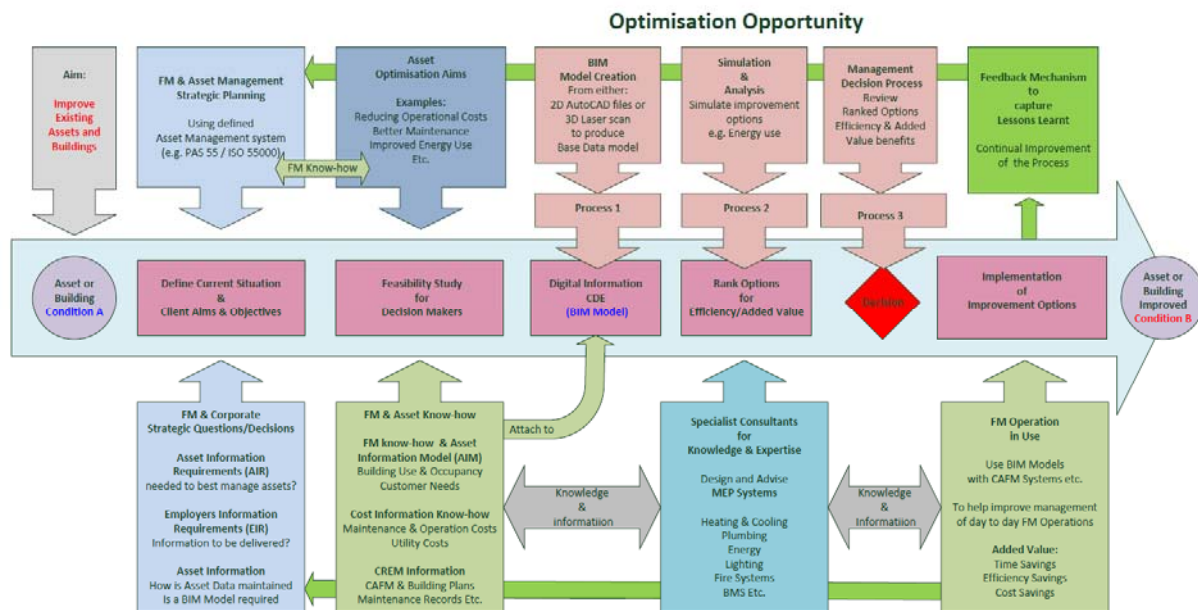 Optimisation Opportunity
Aim:
Improve
Existing
Assets and
Buildings
FM & Asset Management
Strategic Planning
Using defined
Asset Management system
(e.g. PAS 55 / ISO 55000)
FM Know-how
Asset
Optimisation Aims
Examples:
Reducing Operational Costs
Better Maintenance
Improved Energy Use
Etc.
BIM
Model Creation
From either:
2D AutoCAD files or
3D Laser scan
to produce
Base Data model
Simulation
&
Analysis
Simulate improvement
options
e.g. Energy use
Management
Decision Process
Review
Ranked Options
Efficiency & Added
Value benefits
Feedback Mechanism
to
capture
Lessons Learnt
Continual Improvement
of the Process
Process 1
Process 2
Process 3
Asset or
Building
Condition A
Define Current Situation
&
Client Aims & Objectives
Feasibility Study
for
Decision Makers
Digital Information
CDE
(BIM Model)
Rank Options
for
Efficiency/Added Value
Decision
Implementation
of
Improvement Options
Asset or
Building
Improved
Condition B
FM & Corporate
Strategic Questions/Decisions
Asset Information
Requirements (AIR)
needed to best manage assets?
Employers Information
Requirements (EIR)
Information to be delivered?
Asset Information
How is Asset Data maintained
Is a BIM Model required
FM & Asset Know-how
FM know-how & Asset
Information Model (AIM)
Building Use & Occupancy
Customer Needs
Cost Information Know-how
Maintenance & Operation Costs
Utility Costs
CREM Information
CAFM & Building Plans
Maintenance Records Etc.
Attach to
Knowledge
&
informatiion
Specialist Consultants
for
Knowledge & Expertise
Design and Advise
MEP Systems
Heating & Cooling
Plumbing
Energy
Lighting
Fire Systems
BMS Etc.
Knowledge
&
Informatiion
FM Operation
in Use
Use BIM Models
with CAFM Systems etc.
To help improve management
of day to day FM Operations
Added Value:
Time Savings
Efficiency Savings
Cost Savings